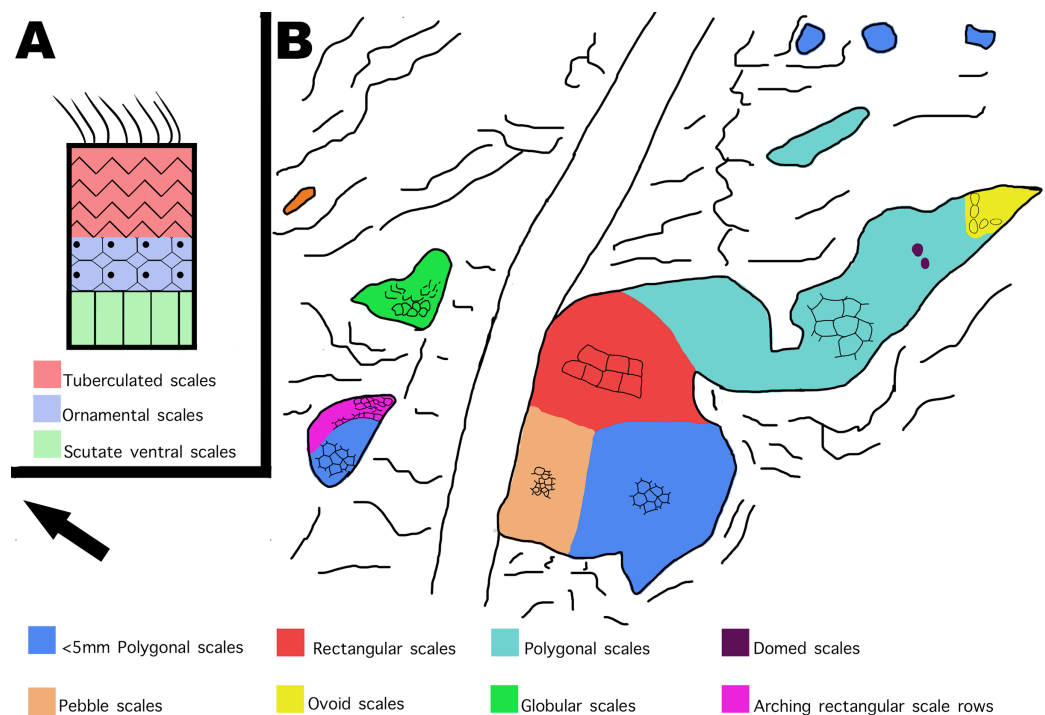 A
B
Tuberculated scales
Ornamental scales
Scutate ventral scales
<5mm Polygonal scales
Rectangular scales
Polygonal scales
Domed scales
Pebble scales
Ovoid scales
Globular scales
Arching rectangular scale rows